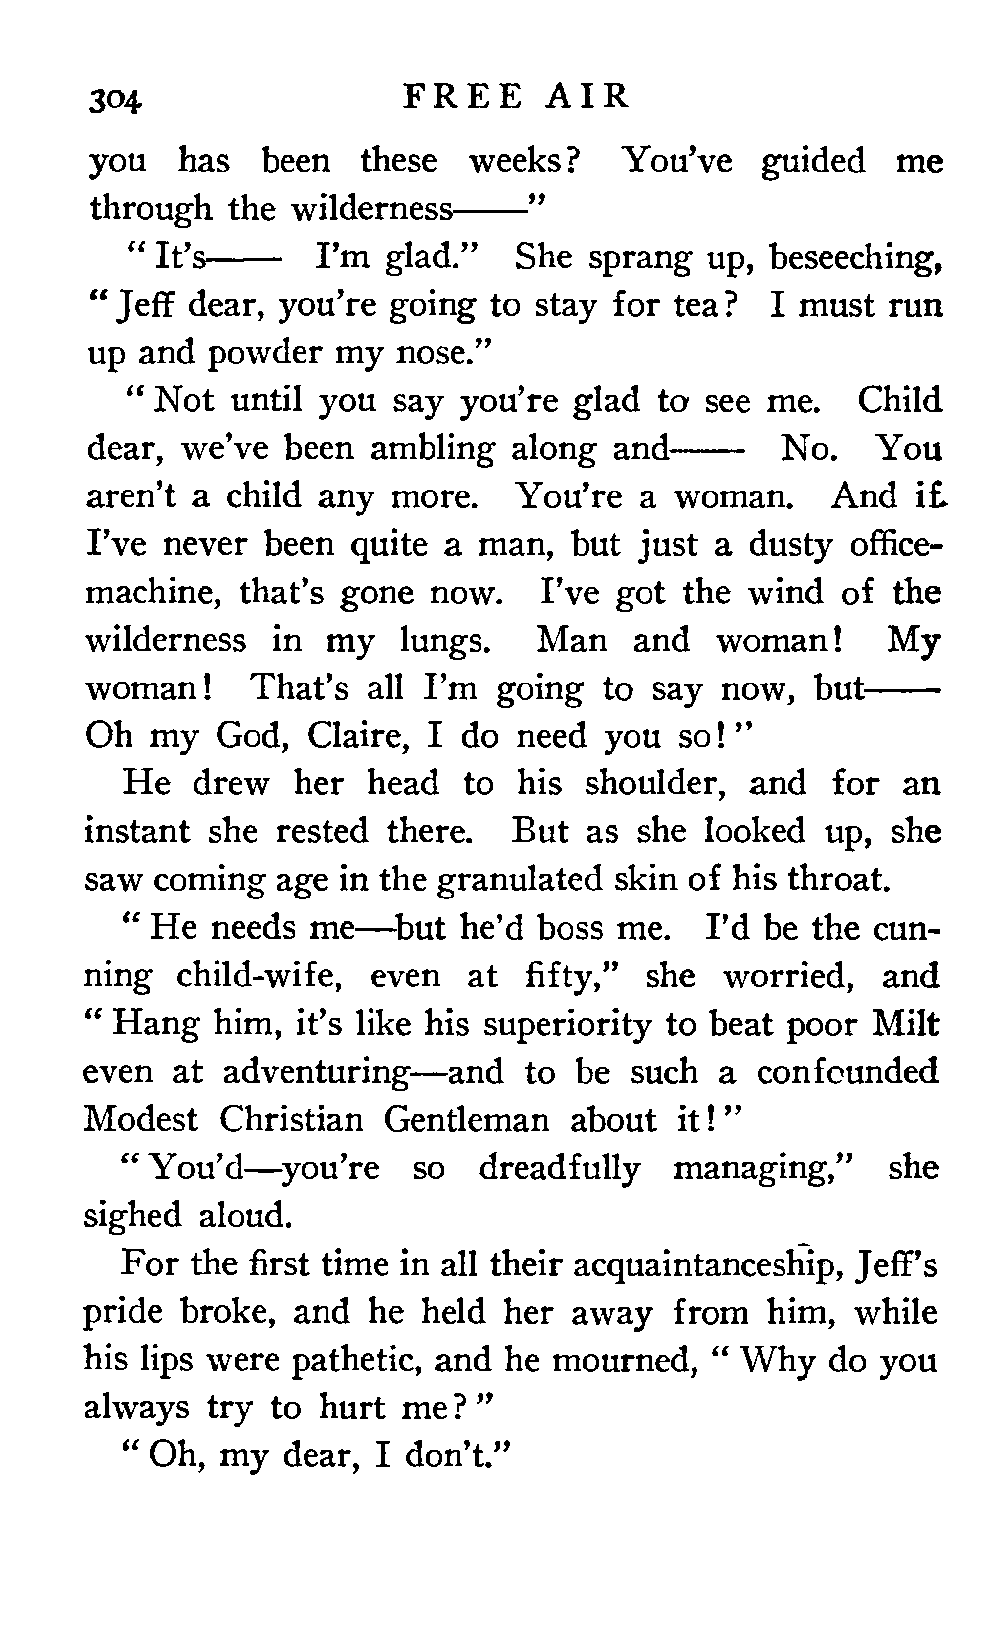 304 FREE AIR
you has been these weeks? You've guided me
through the wilderness——"
"It's—— I'm glad." She sprang up, beseeching,
"Jeff dear, you're going to stay for tea? I must run
up and powder my nose."
"Not until you say you're glad to see me. Child
dear, we've been ambling along and—— No. You
aren't a child any more. You're a woman. And if
I've never been quite a man, but just a dusty office-
machine, that's gone now. I've got the wind of the
wilderness in my lungs. Man and woman! My
woman! That's all I'm going to say now, but——
Oh my God, Claire, I do need you so!"
He drew her head to his shoulder, and for an
instant she rested there. But as she looked up, she
saw coming age in the granulated skin of his throat.
"He needs me—but he'd boss me. I'd be the cun-
ning child-wife, even at fifty," she worried, and
"Hang him, it's like his superiority to beat poor Milt
even at adventuring—and to be such a confounded
Modest Christian Gentleman about it!"
"You'd—you're so dreadfully managing," she
sighed aloud.
For the first time in all their acquaintanceship, Jeff's
pride broke, and he held her away from him, while
his lips were pathetic, and he mourned, "Why do you
always try to hurt me?"
"Oh, my dear, I don't."